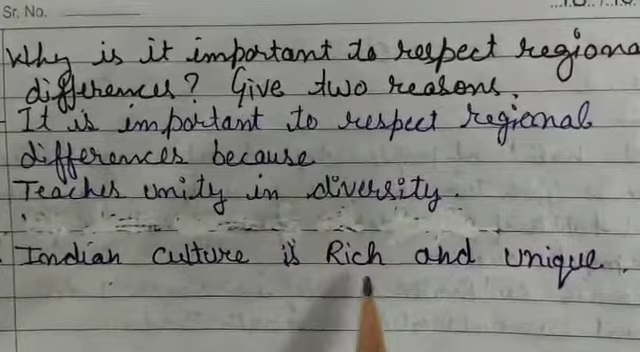 Sr. No.
Why is it important to respect regional
differences? Give two reasons.
It is important to respect regional
differences because
Teaches unity in diversity.
Indian culture is Rich and unique.